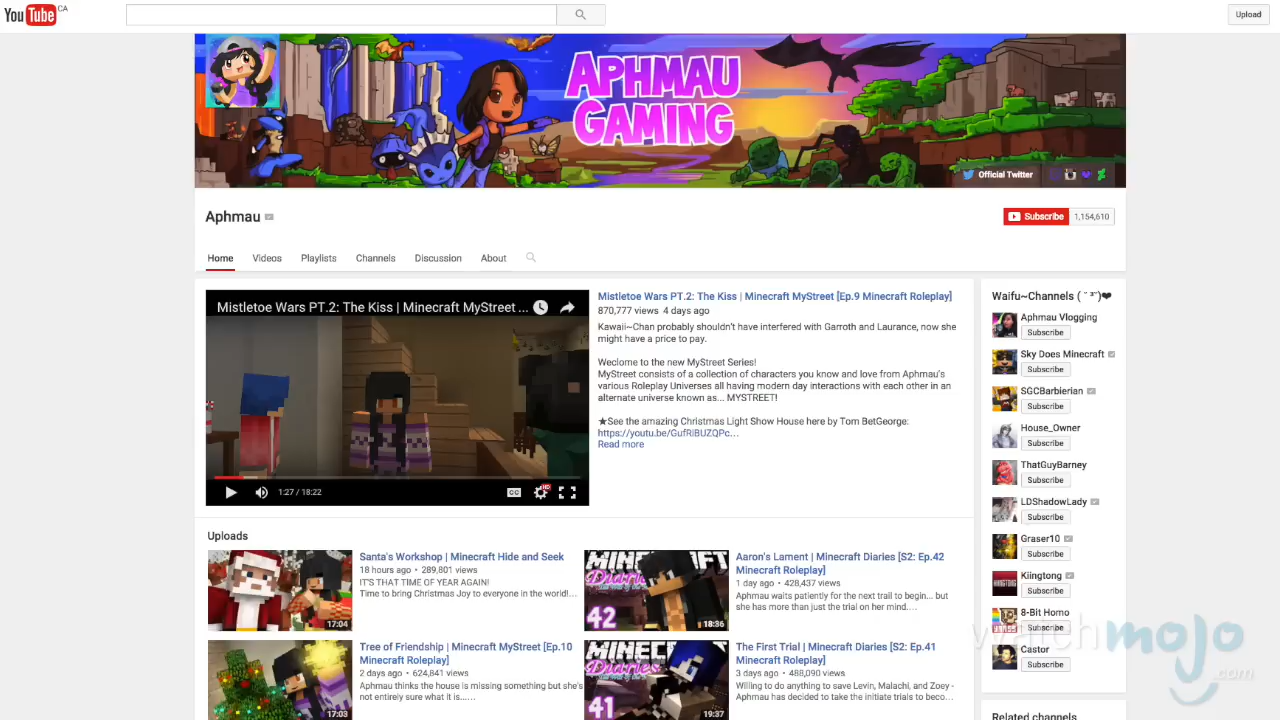 YouTube CA
Upload
APHMAU
GAMING
Official Twitter
Aphmau
Subscribe 1,154,610
Home Videos Playlists Channels Discussion About
Mistletoe Wars PT.2: The Kiss | Minecraft MyStreet ...
1:27 / 18:22
CC
HD
Mistletoe Wars PT.2: The Kiss | Minecraft MyStreet [Ep.9 Minecraft Roleplay]
870,777 views 4 days ago
Kawaii~Chan probably shouldn't have interfered with Garroth and Laurance, now she
might have a price to pay.
Weclome to the new MyStreet Series!
MyStreet consists of a collection of characters you know and love from Aphmau's
various Roleplay Universes all having modern day interactions with each other in an
alternate universe known as... MYSTREET!
★See the amazing Christmas Light Show House here by Tom BetGeorge:
https://youtu.be/GufRiBUZQPc...
Read more
Waifu~Channels ( ˘ ³˘)❤
Aphmau Vlogging
Subscribe
Sky Does Minecraft
Subscribe
SGCBarbierian
Subscribe
House_Owner
Subscribe
ThatGuyBarney
Subscribe
LDShadowLady
Subscribe
Graser10
Subscribe
Kiingtong
Subscribe
8-Bit Homo
Subscribe
Castor
Subscribe
Related channels
Uploads
Santa's Workshop | Minecraft Hide and Seek
18 hours ago • 289,801 views
IT'S THAT TIME OF YEAR AGAIN!
Time to bring Christmas Joy to everyone in the world!...
17:04
MINECRAFT
Diaries
42
18:36
Aaron's Lament | Minecraft Diaries [S2: Ep.42
Minecraft Roleplay]
1 day ago • 428,437 views
Aphmau waits patiently for the next trail to begin... but
she has more than just the trial on her mind....
Tree of Friendship | Minecraft MyStreet [Ep.10
Minecraft Roleplay]
2 days ago • 624,841 views
Aphmau thinks the house is missing something but she's
not entirely sure what it is....
17:03
MINECRAFT
Diaries
41
19:37
The First Trial | Minecraft Diaries [S2: Ep.41
Minecraft Roleplay]
3 days ago • 488,090 views
Willing to do anything to save Levin, Malachi, and Zoey -
Aphmau has decided to take the initiate trials to beco...
watchmojo
.com